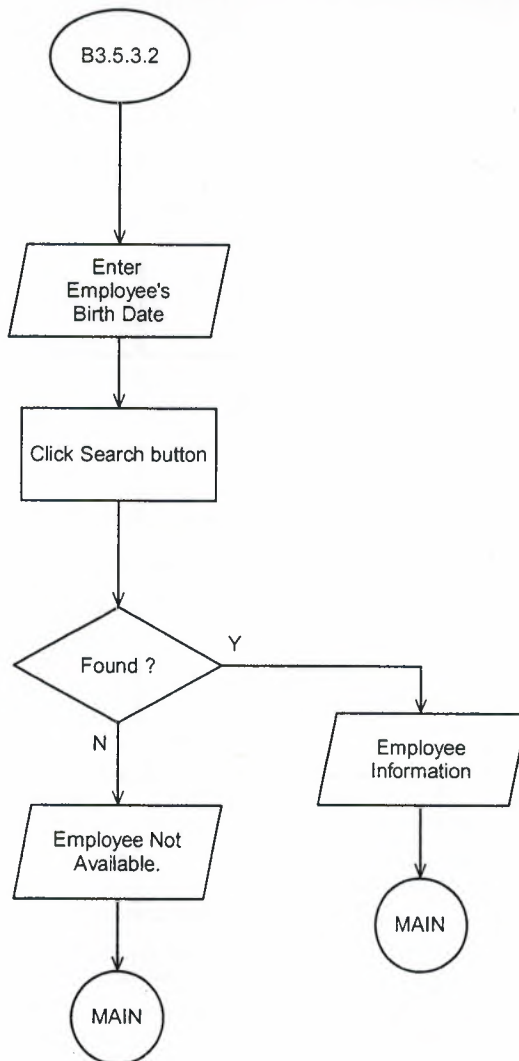 B3.5.3.2
Enter
Employee's
Birth Date
Click Search button
Found ?
Y
N
Employee
Information
Employee Not
Available.
MAIN
MAIN